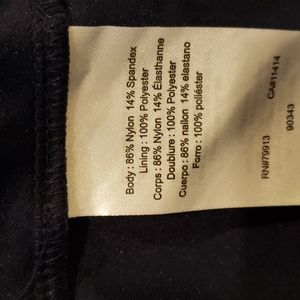 Body : 86% Nylon 14% Spandex
Lining : 100% Polyester
Corps : 86% Nylon 14% Élasthanne
Doublure : 100% Polyester
Cuerpo : 86% nailon 14% elastano
Forro : 100% poliéster
RN#79913 CA#11414
90343